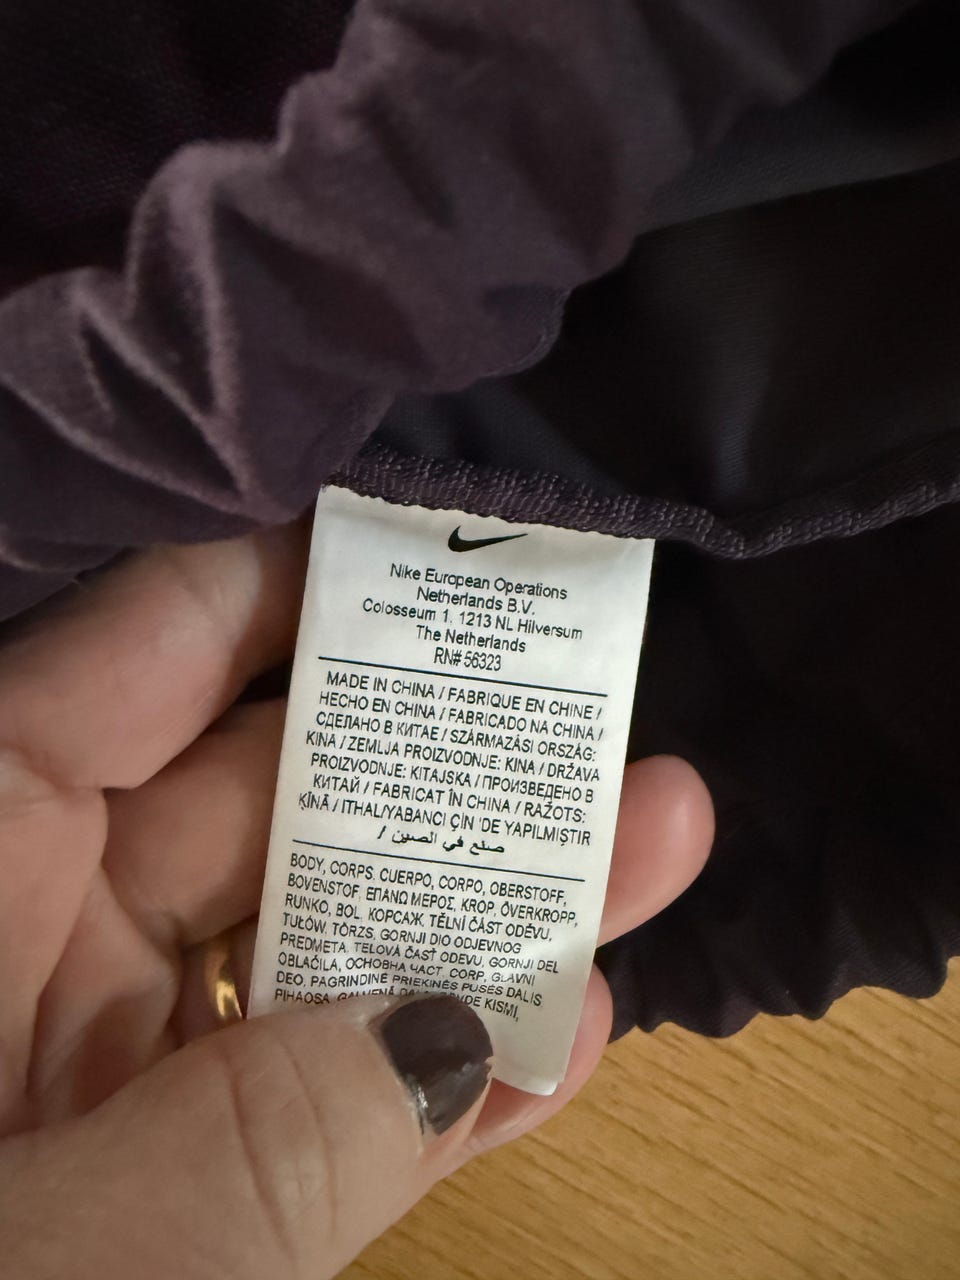 Nike European Operations
Netherlands B.V.
Colosseum 1, 1213 NL Hilversum
The Netherlands
RN# 56323
MADE IN CHINA / FABRIQUE EN CHINE /
HECHO EN CHINA / FABRICADO NA CHINA /
СДЕЛАНО В КИТАЕ / SZÁRMAZÁSI ORSZÁG:
KINA / ZEMLJA PROIZVODNJE: KINA / DRŽAVA
PROIZVODNJE: KITAJSKA / ПРОИЗВЕДЕНО В
КИТАЙ / FABRICAT ÎN CHINA / RAŽOTS:
ĶĪNĀ / ITHAL/YABANCI ÇIN 'DE YAPILMIŞTIR
/ صنع في الصين
BODY, CORPS, CUERPO, CORPO, OBERSTOFF,
BOVENSTOF, ΕΠΑΝΩ ΜΕΡΟΣ, KROP, ÖVERKROPP,
RUNKO, BOL, КОРСАЖ, TĚLNÍ ČÁST ODĚVU,
TUŁÓW, TÖRZS, GORNJI DIO ODJEVNOG
PREDMETA, TELOVÁ ČASŤ ODEVU, GORNJI DEL
OBLAČILA, ОСНОВНА ЧАСТ, CORP, GLAVNI
DEO, PAGRINDINĖ PRIEKINĖS PUSĖS DALIS
PIHAOSA, GALVENĀ KISMI,